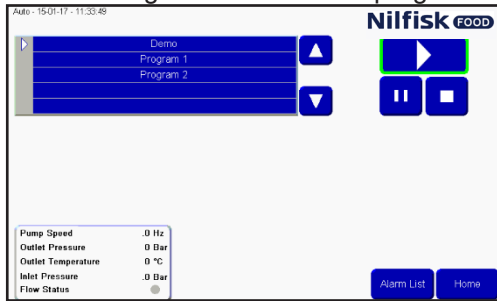 Auto - 15-01-17 - 11:33:49
Nilfisk FOOD
Demo
Program 1
Program 2
Pump Speed .0 Hz
Outlet Pressure 0 Bar
Outlet Temperature 0 °C
Inlet Pressure .0 Bar
Flow Status
Alarm List
Home